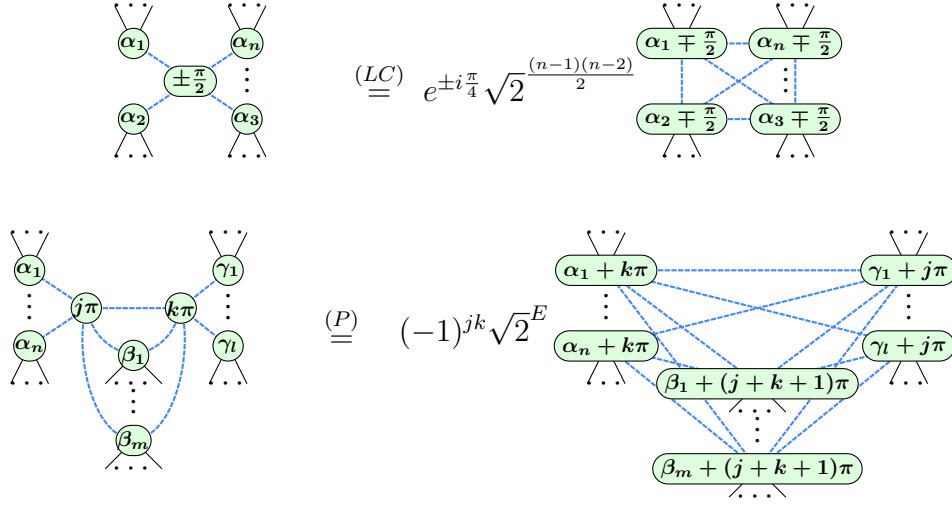 α₁ αₙ α₁ ∓ π/2 αₙ ∓ π/2
± π/2 (LC) = e^{±iπ/4} √2^{(n−1)(n−2)/2}
α₂ α₃ α₂ ∓ π/2 α₃ ∓ π/2
α₁ γ₁ α₁ + kπ γ₁ + jπ
jπ kπ (P) = (−1)^{jk} √2^E
αₙ β₁ γₗ αₙ + kπ γₗ + jπ
β₁ + (j + k + 1)π
βₘ βₘ + (j + k + 1)π